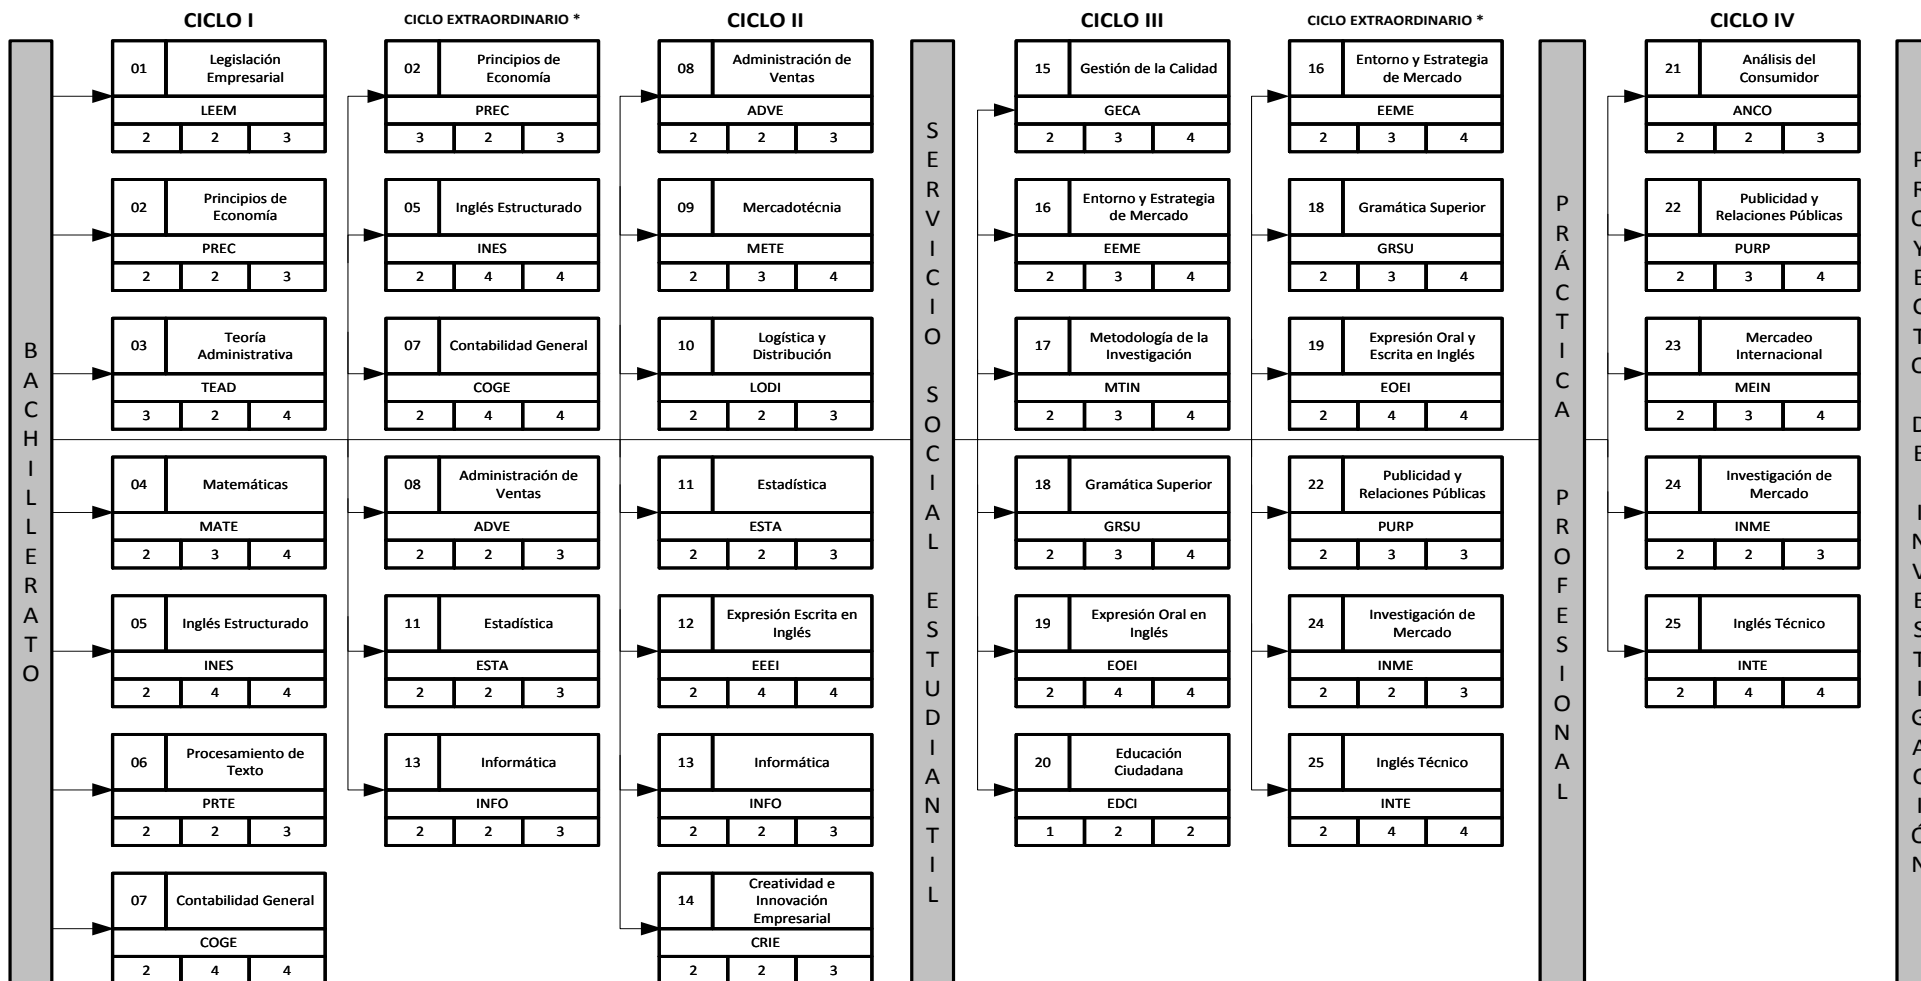 CICLO I
CICLO EXTRAORDINARIO *
CICLO II
CICLO III
CICLO EXTRAORDINARIO *
CICLO IV
BACHILLERATO
01
Legislación
Empresarial
LEEM
2 2 3
02
Principios de
Economía
PREC
2 2 3
03
Teoría
Administrativa
TEAD
3 2 4
04
Matemáticas
MATE
2 3 4
05
Inglés Estructurado
INES
2 4 4
06
Procesamiento de
Texto
PRTE
2 2 3
07
Contabilidad General
COGE
2 4 4
02
Principios de
Economía
PREC
3 2 3
05
Inglés Estructurado
INES
2 4 4
07
Contabilidad General
COGE
2 4 4
08
Administración de
Ventas
ADVE
2 2 3
11
Estadística
ESTA
2 2 3
13
Informática
INFO
2 2 3
08
Administración de
Ventas
ADVE
2 2 3
09
Mercadotécnia
METE
2 3 4
10
Logística y
Distribución
LODI
2 2 3
11
Estadística
ESTA
2 2 3
12
Expresión Escrita en
Inglés
EEEI
2 4 4
13
Informática
INFO
2 2 3
14
Creatividad e
Innovación
Empresarial
CRIE
2 2 3
SERVICIO SOCIAL ESTUDIANTIL
15
Gestión de la Calidad
GECA
2 3 4
16
Entorno y Estrategia
de Mercado
EEME
2 3 4
17
Metodología de la
Investigación
MTIN
2 3 4
18
Gramática Superior
GRSU
2 3 4
19
Expresión Oral en
Inglés
EOEI
2 4 4
20
Educación
Ciudadana
EDCI
1 2 2
16
Entorno y Estrategia
de Mercado
EEME
2 3 4
18
Gramática Superior
GRSU
2 3 4
19
Expresión Oral y
Escrita en Inglés
EOEI
2 4 4
22
Publicidad y
Relaciones Públicas
PURP
2 3 3
24
Investigación de
Mercado
INME
2 2 3
25
Inglés Técnico
INTE
2 4 4
PRÁCTICA PROFESIONAL
21
Análisis del
Consumidor
ANCO
2 2 3
22
Publicidad y
Relaciones Públicas
PURP
2 3 4
23
Mercadeo
Internacional
MEIN
2 3 4
24
Investigación de
Mercado
INME
2 2 3
25
Inglés Técnico
INTE
2 4 4
PROYECTO DE INVESTIGACIÓN